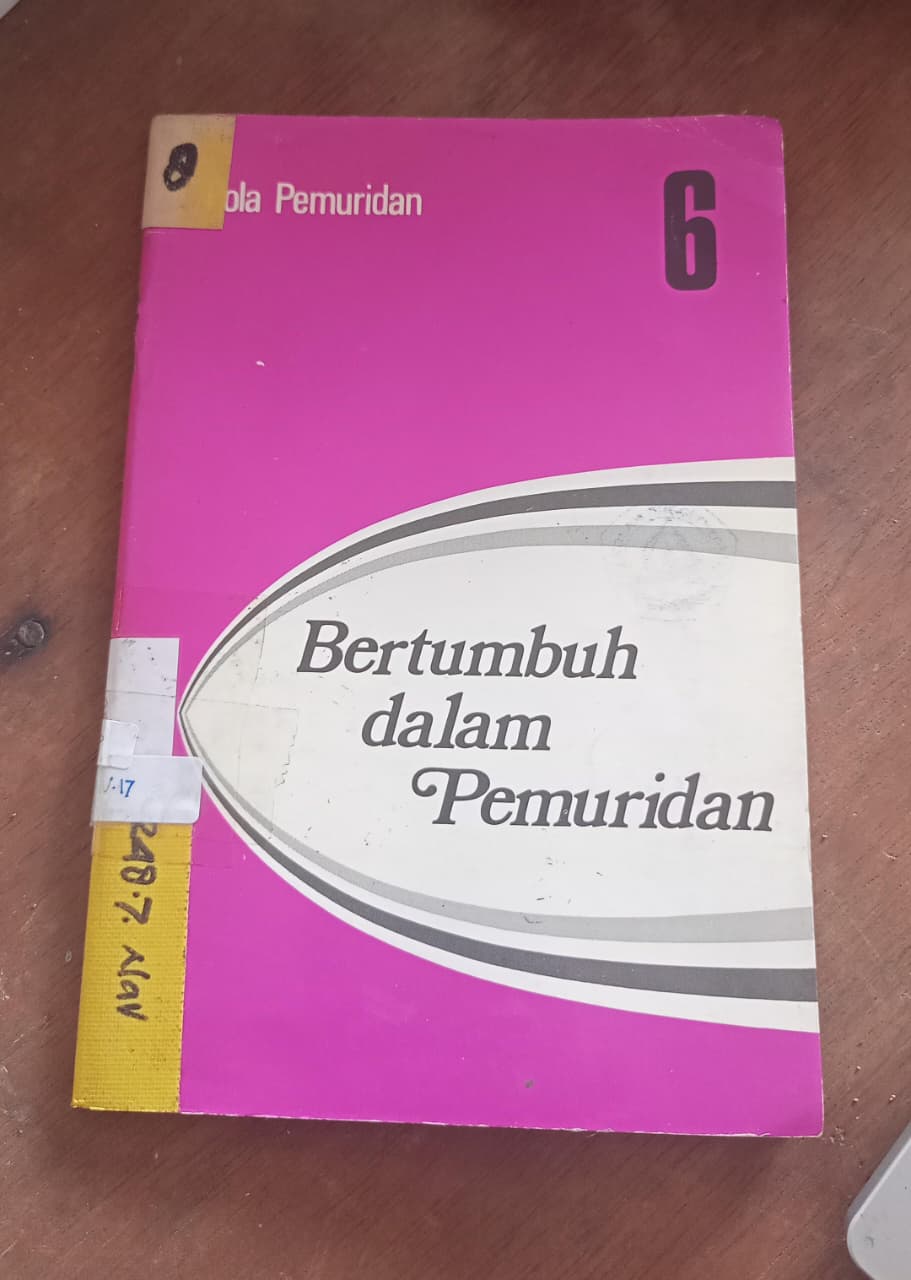 8
ola Pemuridan
6
Bertumbuh
dalam
Pemuridan
.17
248.7. Nav